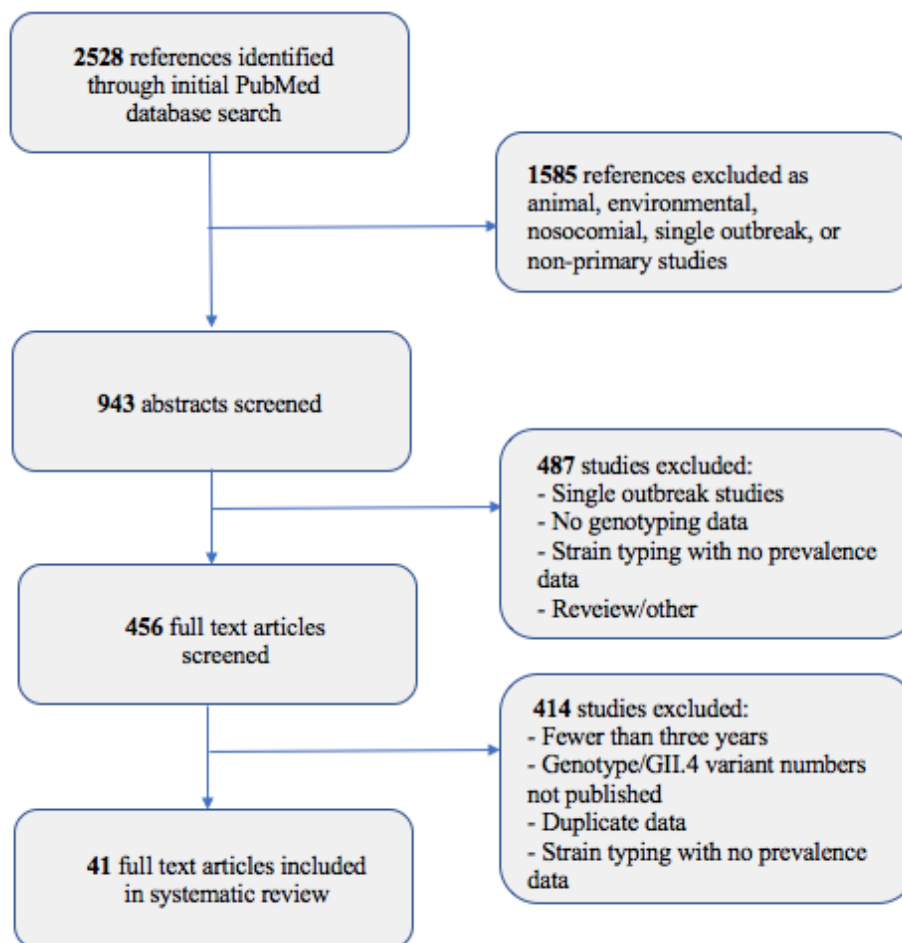 2528 references identified
through initial PubMed
database search
1585 references excluded as
animal, environmental,
nosocomial, single outbreak, or
non-primary studies
943 abstracts screened
487 studies excluded:
- Single outbreak studies
- No genotyping data
- Strain typing with no prevalence
data
- Reveiew/other
456 full text articles
screened
414 studies excluded:
- Fewer than three years
- Genotype/GII.4 variant numbers
not published
- Duplicate data
- Strain typing with no prevalence
data
41 full text articles included
in systematic review